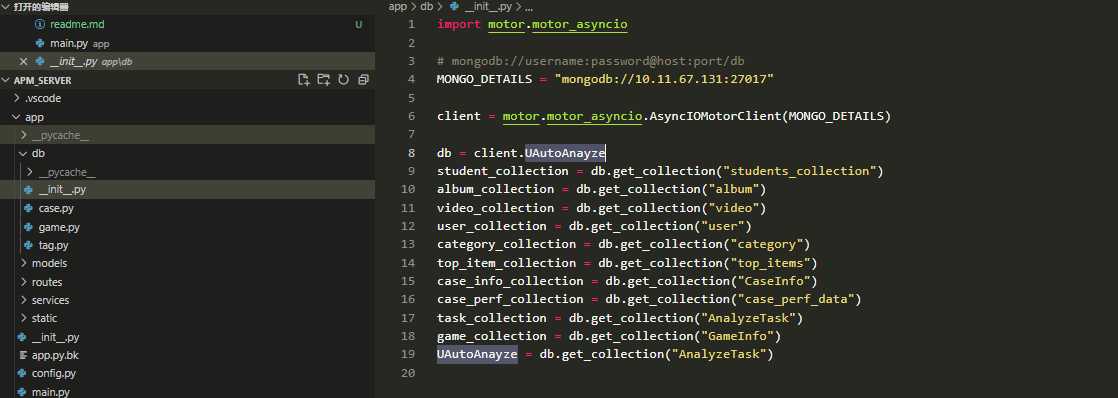 打开的编辑器
readme.md U
main.py app
__init__.py app\db
APM_SERVER
.vscode
app
__pycache__
db
__pycache__
__init__.py
case.py
game.py
tag.py
models
routes
services
static
__init__.py
app.py.bk
config.py
main.py
app > db > __init__.py > ...
1 import motor.motor_asyncio
2
3 # mongodb://username:password@host:port/db
4 MONGO_DETAILS = "mongodb://10.11.67.131:27017"
5
6 client = motor.motor_asyncio.AsyncIOMotorClient(MONGO_DETAILS)
7
8 db = client.UAutoAnayze
9 student_collection = db.get_collection("students_collection")
10 album_collection = db.get_collection("album")
11 video_collection = db.get_collection("video")
12 user_collection = db.get_collection("user")
13 category_collection = db.get_collection("category")
14 top_item_collection = db.get_collection("top_items")
15 case_info_collection = db.get_collection("CaseInfo")
16 case_perf_collection = db.get_collection("case_perf_data")
17 task_collection = db.get_collection("AnalyzeTask")
18 game_collection = db.get_collection("GameInfo")
19 UAutoAnayze = db.get_collection("AnalyzeTask")
20